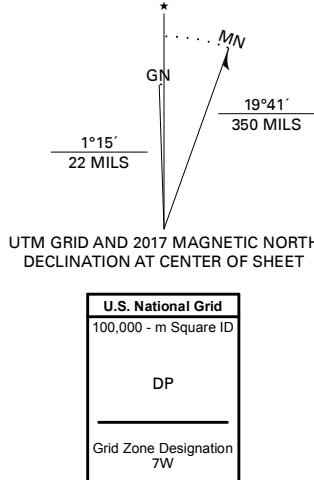 ★
MN
GN
19°41´
350 MILS
1°15´
22 MILS
UTM GRID AND 2017 MAGNETIC NORTH
DECLINATION AT CENTER OF SHEET
U.S. National Grid
100,000 - m Square ID
DP
Grid Zone Designation
7W